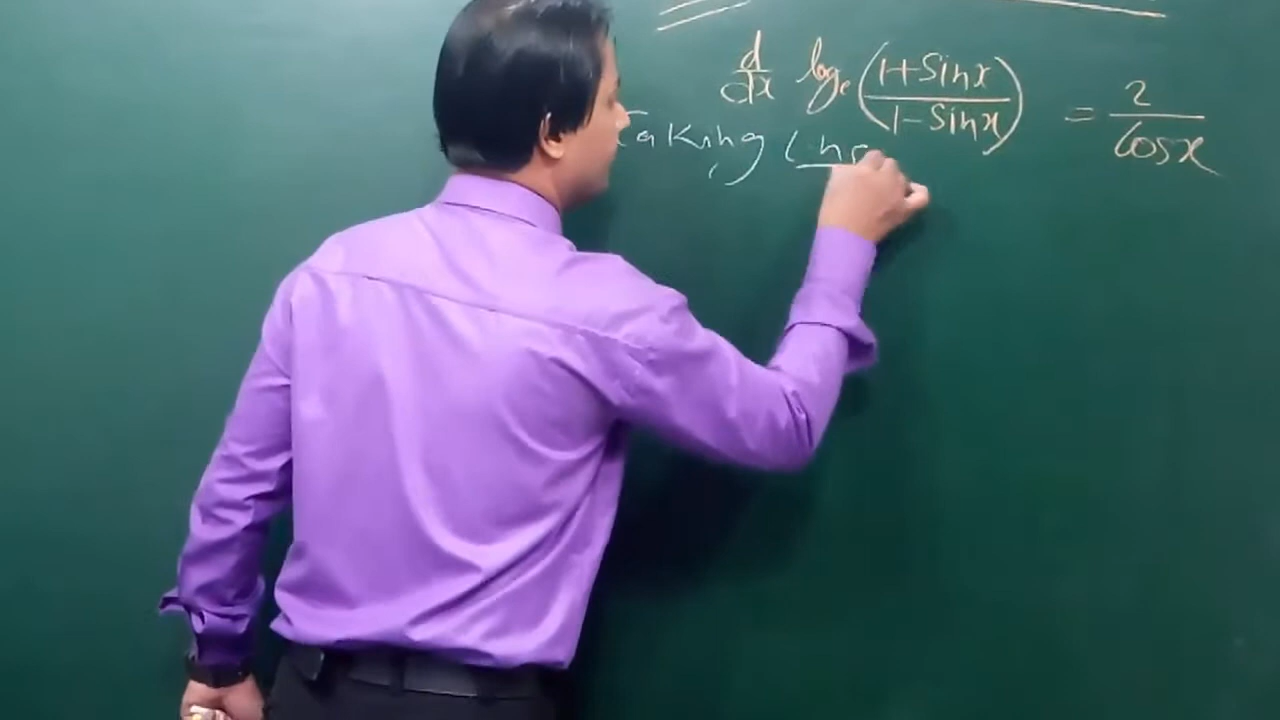 d/dx logₑ((1+Sinx)/(1-Sinx)) = 2/Cosx
Taking